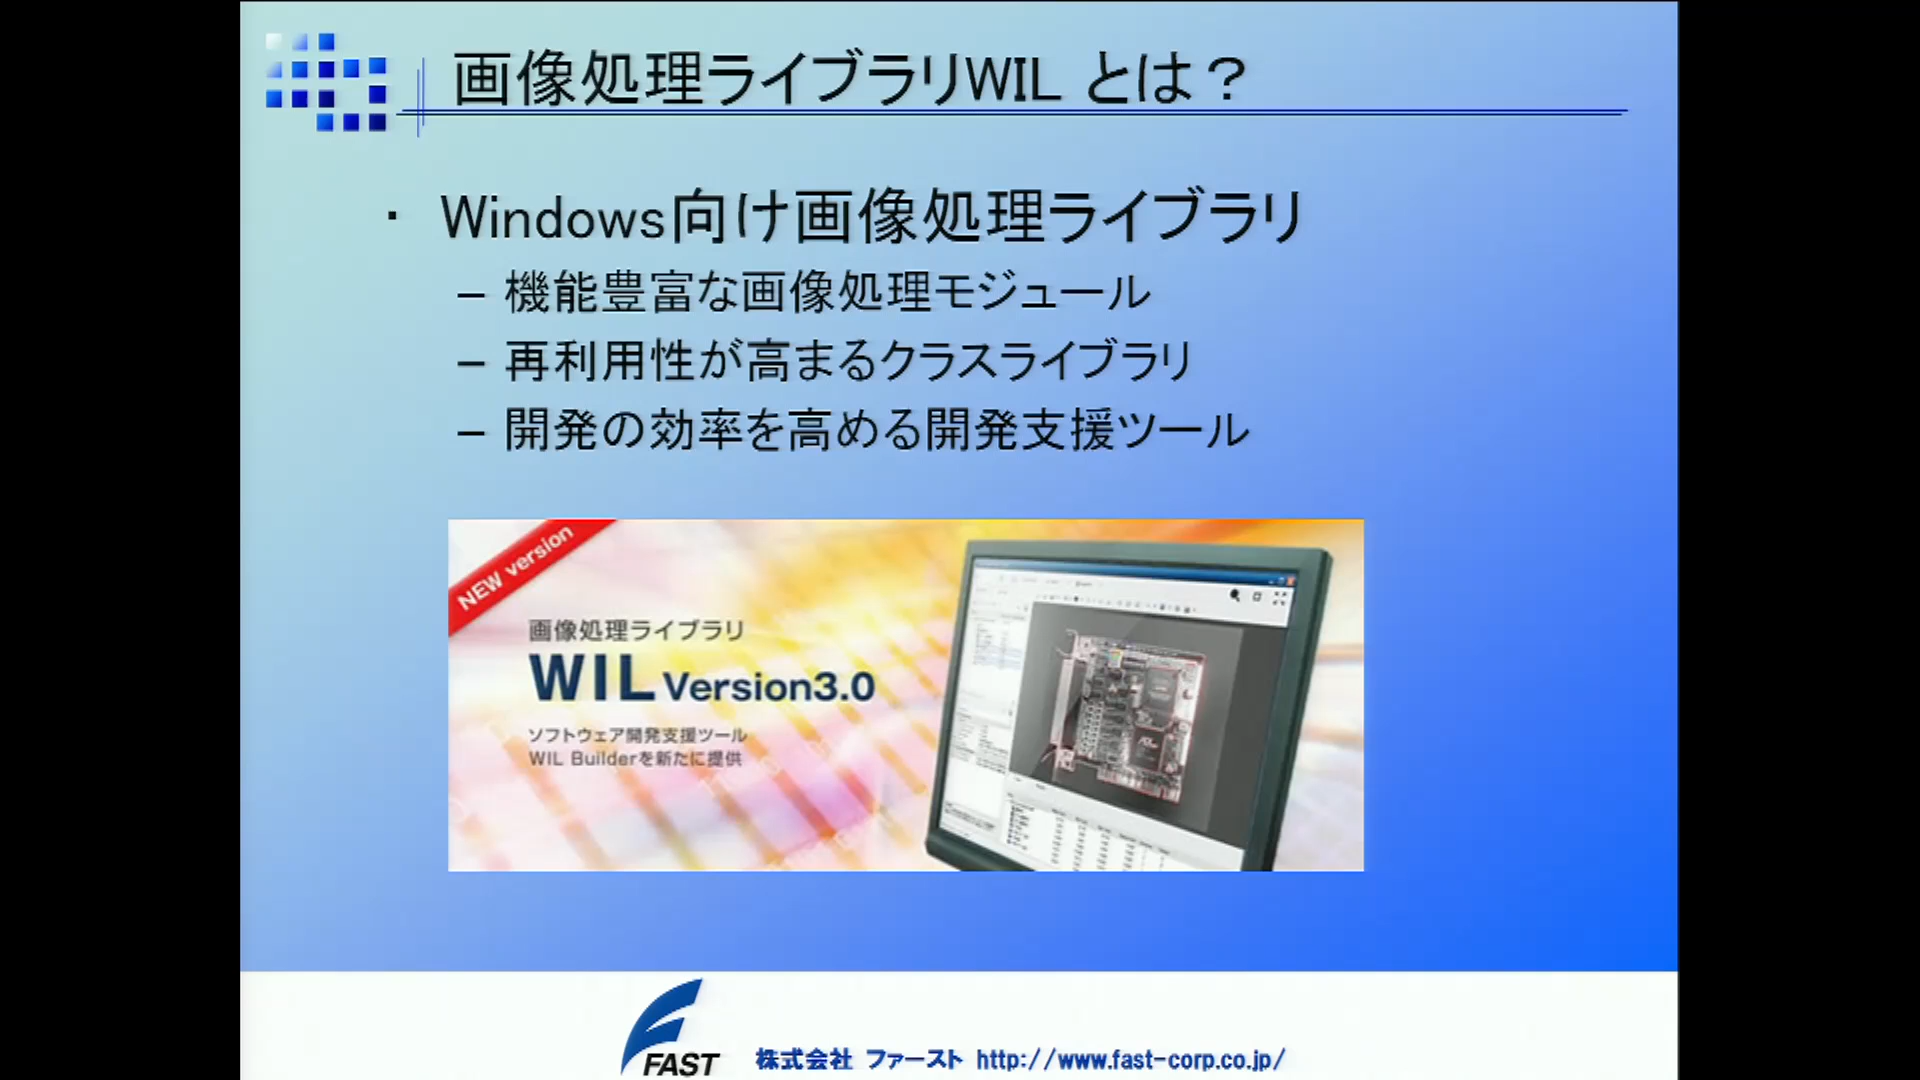 画像処理ライブラリWIL とは？
・ Windows向け画像処理ライブラリ
– 機能豊富な画像処理モジュール
– 再利用性が高まるクラスライブラリ
– 開発の効率を高める開発支援ツール
NEW version
画像処理ライブラリ
WIL Version3.0
ソフトウェア開発支援ツール
WIL Builderを新たに提供
FAST
株式会社 ファースト http://www.fast-corp.co.jp/